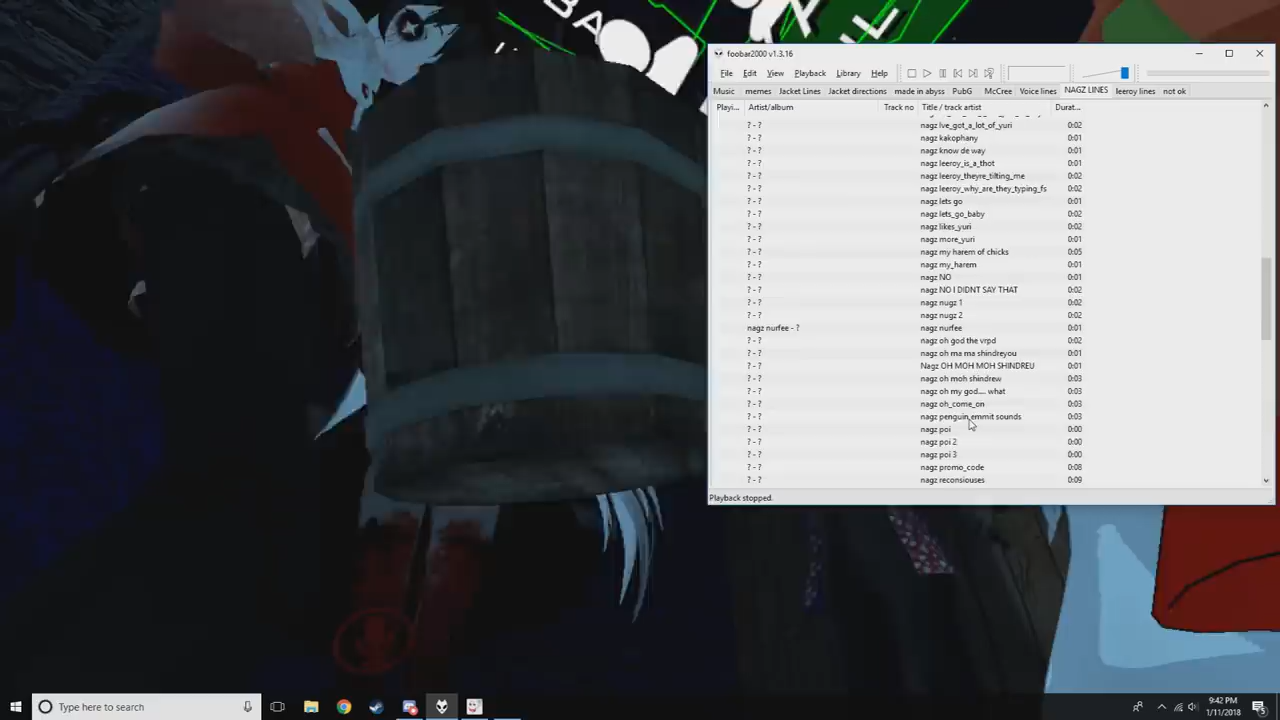 BA
foobar2000 v1.3.16
File Edit View Playback Library Help
Music memes Jacket Lines Jacket directions made in abyss PubG McCree Voice lines NAGZ LINES leeroy lines not ok
Playi... Artist/album Track no Title / track artist Durat...
? - ? nagz Ive_got_a_lot_of_yuri 0:02
? - ? nagz kakophany 0:01
? - ? nagz know de way 0:01
? - ? nagz leeroy_is_a_thot 0:01
? - ? nagz leeroy_theyre_tilting_me 0:02
? - ? nagz leeroy_why_are_they_typing_fs 0:02
? - ? nagz lets go 0:01
? - ? nagz lets_go_baby 0:02
? - ? nagz likes_yuri 0:02
? - ? nagz more_yuri 0:01
? - ? nagz my harem of chicks 0:05
? - ? nagz my_harem 0:01
? - ? nagz NO 0:01
? - ? nagz NO I DIDNT SAY THAT 0:02
? - ? nagz nugz 1 0:02
? - ? nagz nugz 2 0:02
nagz nurfee - ? nagz nurfee 0:01
? - ? nagz oh god the vrpd 0:02
? - ? nagz oh ma ma shindreyou 0:01
? - ? Nagz OH MOH MOH SHINDREU 0:01
? - ? nagz oh moh shindrew 0:03
? - ? nagz oh my god.... what 0:03
? - ? nagz oh_come_on 0:03
? - ? nagz penguin_emmit sounds 0:03
? - ? nagz poi 0:00
? - ? nagz poi 2 0:00
? - ? nagz poi 3 0:00
? - ? nagz promo_code 0:08
? - ? nagz reconsiouses 0:09
Playback stopped.
Type here to search
9:42 PM
1/11/2018
5